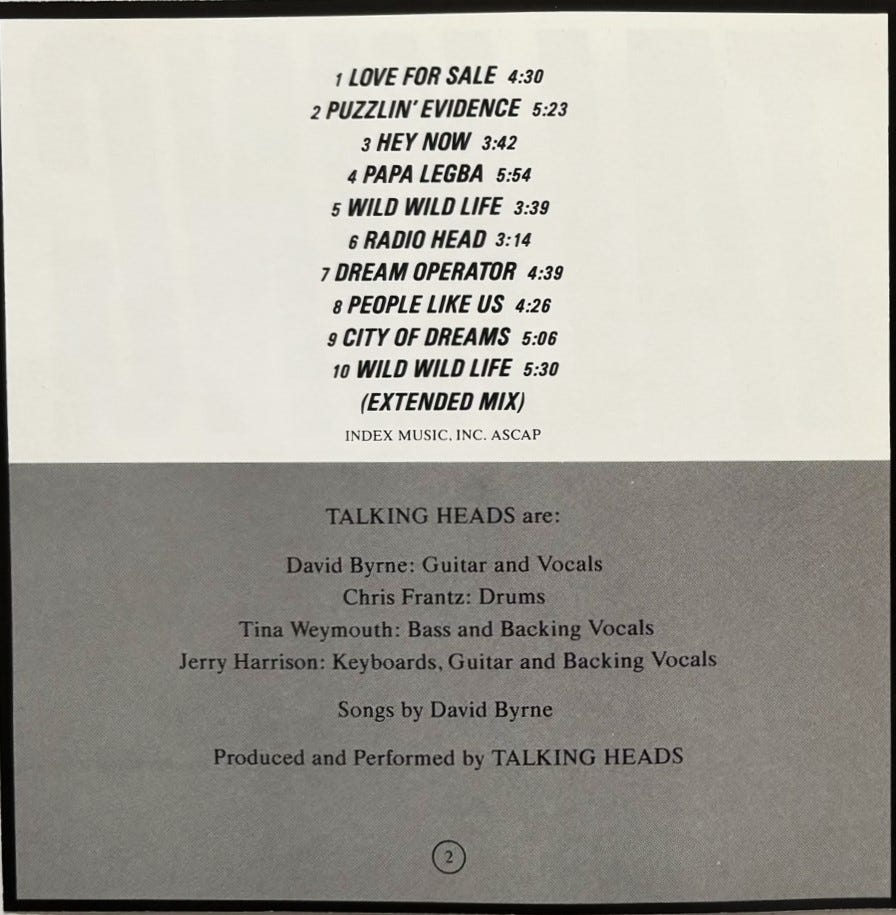 1 LOVE FOR SALE 4:30
2 PUZZLIN' EVIDENCE 5:23
3 HEY NOW 3:42
4 PAPA LEGBA 5:54
5 WILD WILD LIFE 3:39
6 RADIO HEAD 3:14
7 DREAM OPERATOR 4:39
8 PEOPLE LIKE US 4:26
9 CITY OF DREAMS 5:06
10 WILD WILD LIFE 5:30
(EXTENDED MIX)
INDEX MUSIC, INC. ASCAP
TALKING HEADS are:
David Byrne: Guitar and Vocals
Chris Frantz: Drums
Tina Weymouth: Bass and Backing Vocals
Jerry Harrison: Keyboards, Guitar and Backing Vocals
Songs by David Byrne
Produced and Performed by TALKING HEADS
2